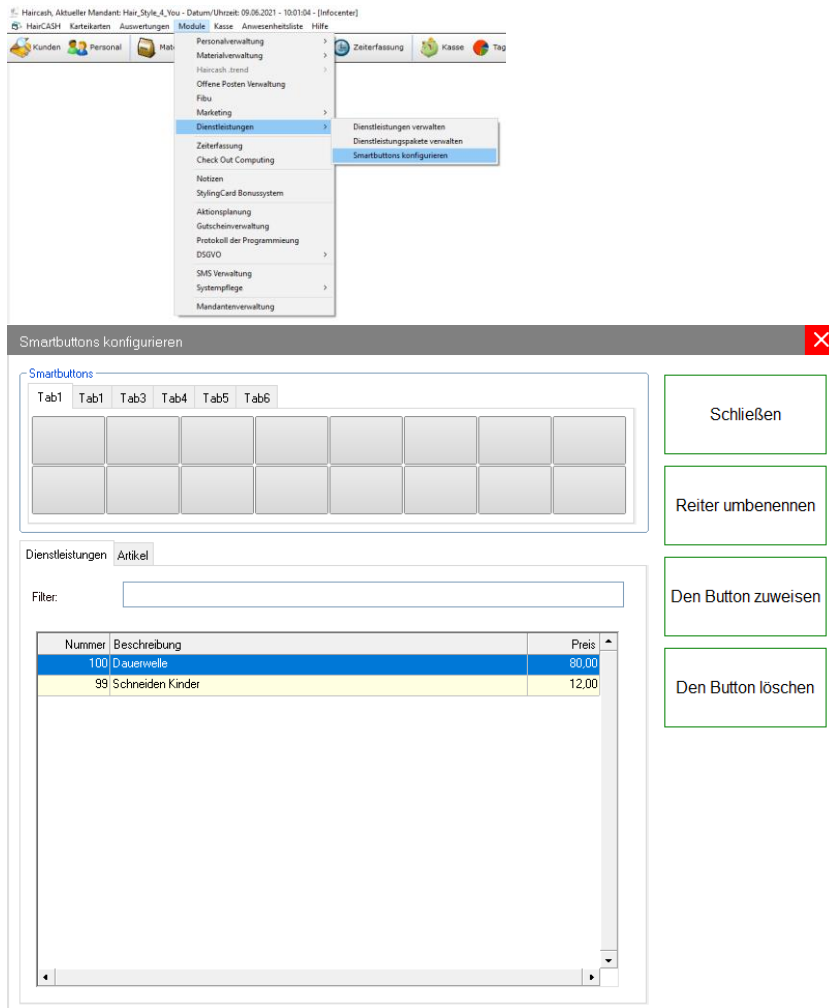 Haircash, Aktueller Mandant: Hair_Style_4_You - Datum/Uhrzeit: 09.06.2021 - 10:01:04 - [Infocenter]
HairCASH Karteikarten Auswertungen Module Kasse Anwesenheitsliste Hilfe
Kunden Personal Mat Zeiterfassung Kasse Tag
Personalverwaltung
Materialverwaltung
Haircash .trend
Offene Posten Verwaltung
Fibu
Marketing
Dienstleistungen
Dienstleistungen verwalten
Dienstleistungspakete verwalten
Smartbuttons konfigurieren
Zeiterfassung
Check Out Computing
Notizen
StylingCard Bonussystem
Aktionsplanung
Gutscheinverwaltung
Protokoll der Programmieung
DSGVO
SMS Verwaltung
Systempflege
Mandantenverwaltung
Smartbuttons konfigurieren
Smartbuttons
Tab1 Tab1 Tab3 Tab4 Tab5 Tab6
Schließen
Reiter umbenennen
Den Button zuweisen
Den Button löschen
Dienstleistungen Artikel
Filter:
Nummer Beschreibung Preis
100 Dauerwelle 80,00
99 Schneiden Kinder 12,00